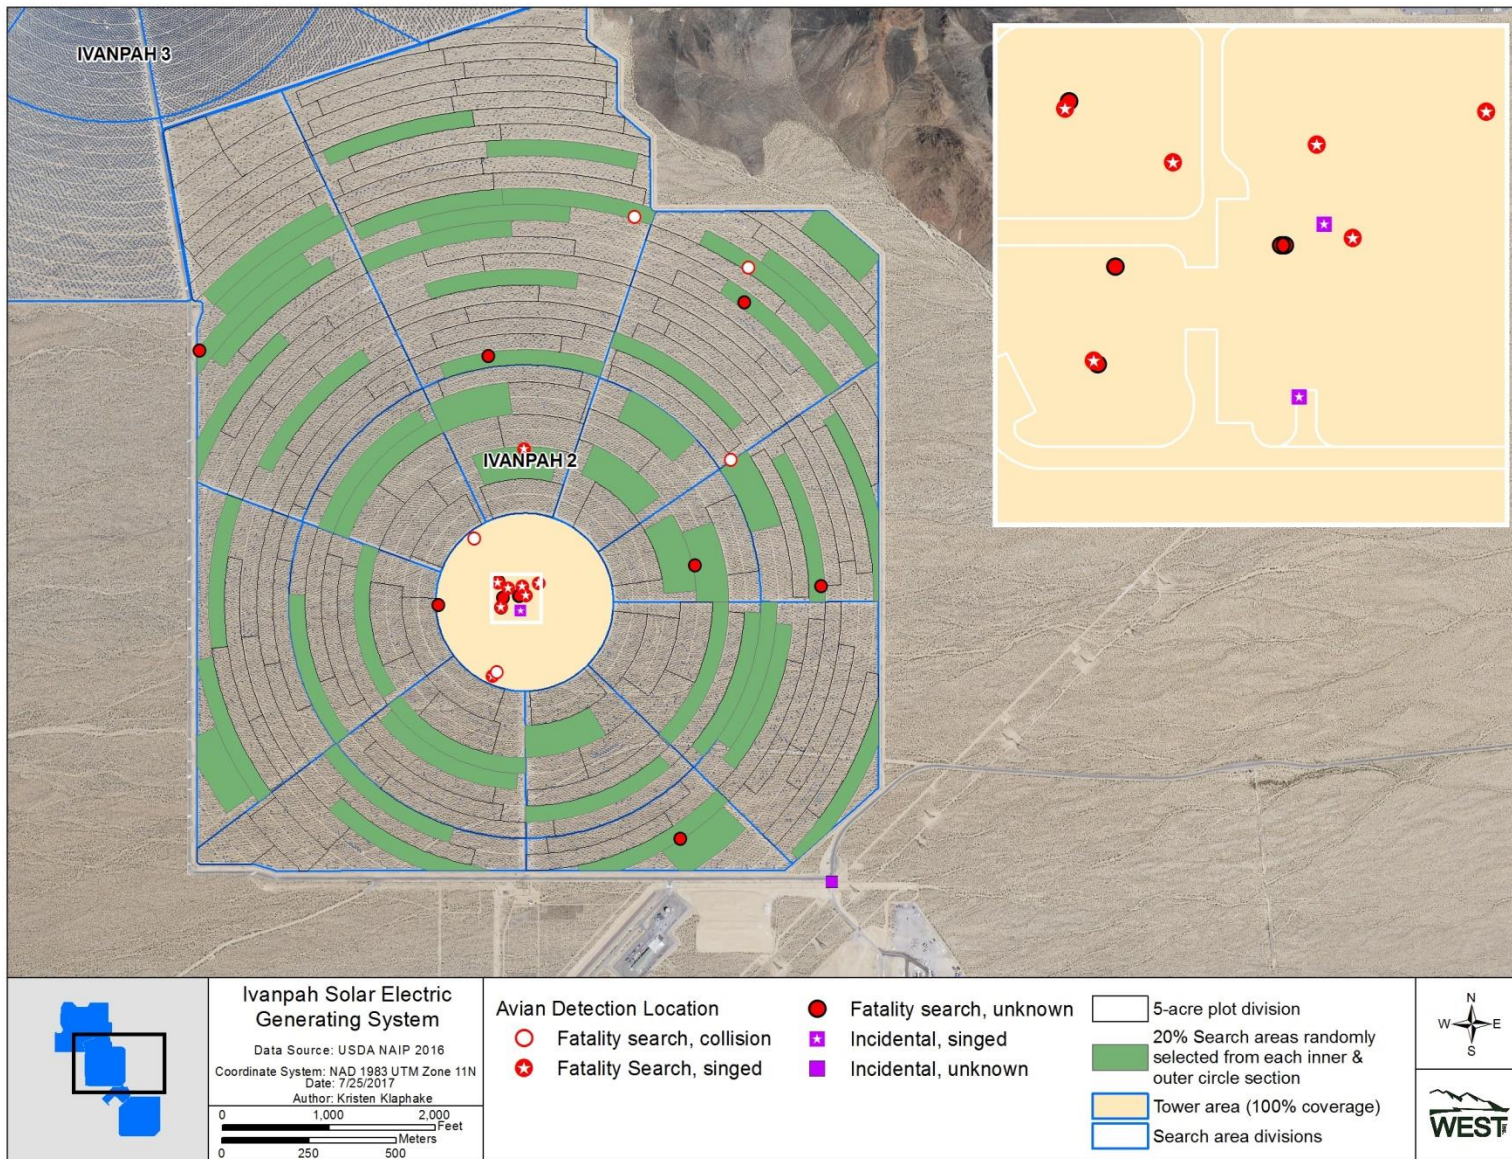 IVANPAH 3
IVANPAH 2
Ivanpah Solar Electric
Generating System
Data Source: USDA NAIP 2016
Coordinate System: NAD 1983 UTM Zone 11N
Date: 7/25/2017
Author: Kristen Klaphake
0 1,000 2,000
Feet
Meters
0 250 500
Avian Detection Location
Fatality search, collision
Fatality Search, singed
Fatality search, unknown
Incidental, singed
Incidental, unknown
5-acre plot division
20% Search areas randomly
selected from each inner &
outer circle section
Tower area (100% coverage)
Search area divisions
N
W E
S
WEST Inc.